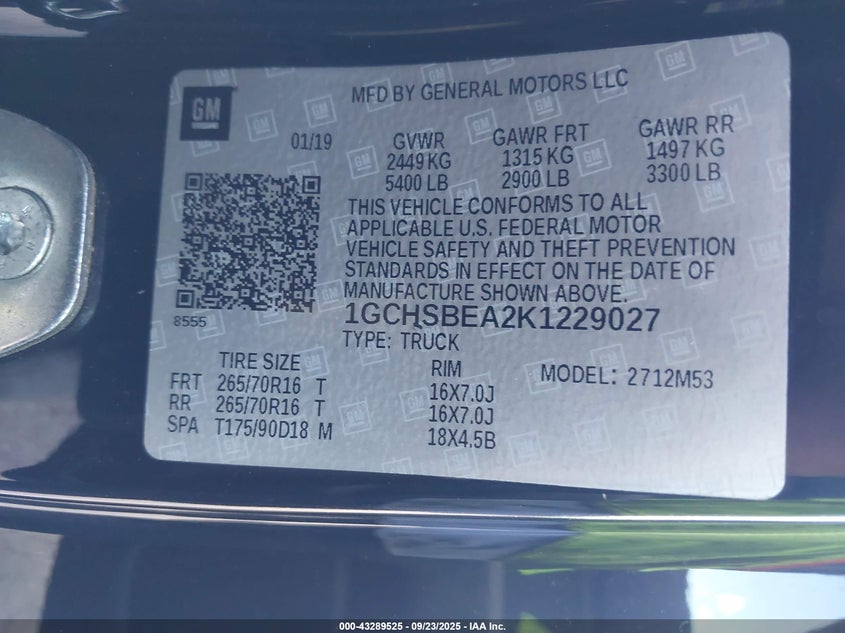 GM
MFD BY GENERAL MOTORS LLC
01/19
GVWR
2449 KG
5400 LB
GAWR FRT
1315 KG
2900 LB
GAWR RR
1497 KG
3300 LB
THIS VEHICLE CONFORMS TO ALL
APPLICABLE U.S. FEDERAL MOTOR
VEHICLE SAFETY AND THEFT PREVENTION
STANDARDS IN EFFECT ON THE DATE OF
MANUFACTURE SHOWN ABOVE.
8555
1GCHSBEA2K1229027
TYPE: TRUCK
TIRE SIZE RIM MODEL: 2712M53
FRT 265/70R16 T 16X7.0J
RR 265/70R16 T 16X7.0J
SPA T175/90D18 M 18X4.5B
000-43289525 - 09/23/2025 - IAA Inc.